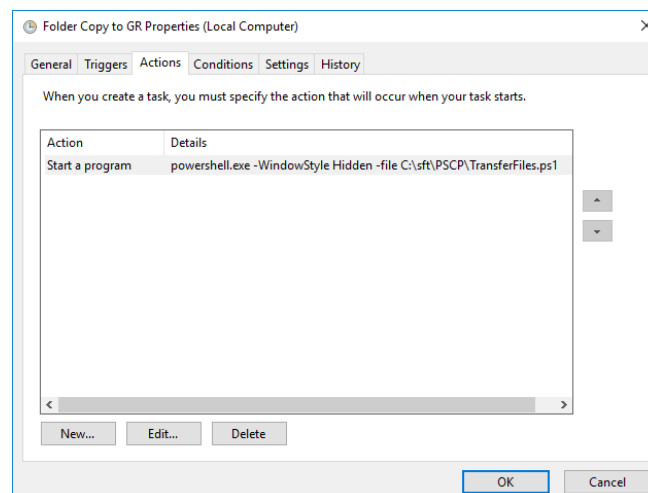 Folder Copy to GR Properties (Local Computer)
General Triggers Actions Conditions Settings History
When you create a task, you must specify the action that will occur when your task starts.
Action Details
Start a program powershell.exe -WindowStyle Hidden -file C:\sft\PSCP\TransferFiles.ps1
New... Edit... Delete
OK Cancel